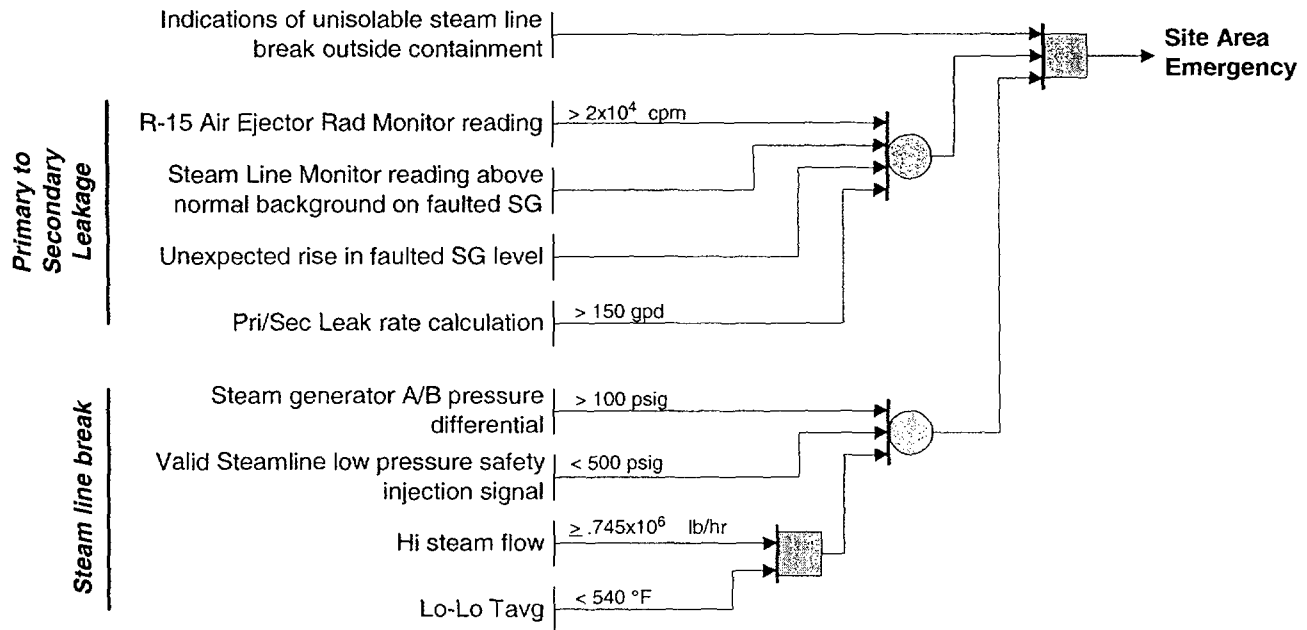 Indications of unisolable steam line
break outside containment
Site Area
Emergency
Primary to
Secondary
Leakage
R-15 Air Ejector Rad Monitor reading
> 2x10⁴ cpm
Steam Line Monitor reading above
normal background on faulted SG
Unexpected rise in faulted SG level
Pri/Sec Leak rate calculation
> 150 gpd
Steam line break
Steam generator A/B pressure
differential
> 100 psig
Valid Steamline low pressure safety
injection signal
< 500 psig
Hi steam flow
≥ .745x10⁶ lb/hr
Lo-Lo Tavg
< 540 °F